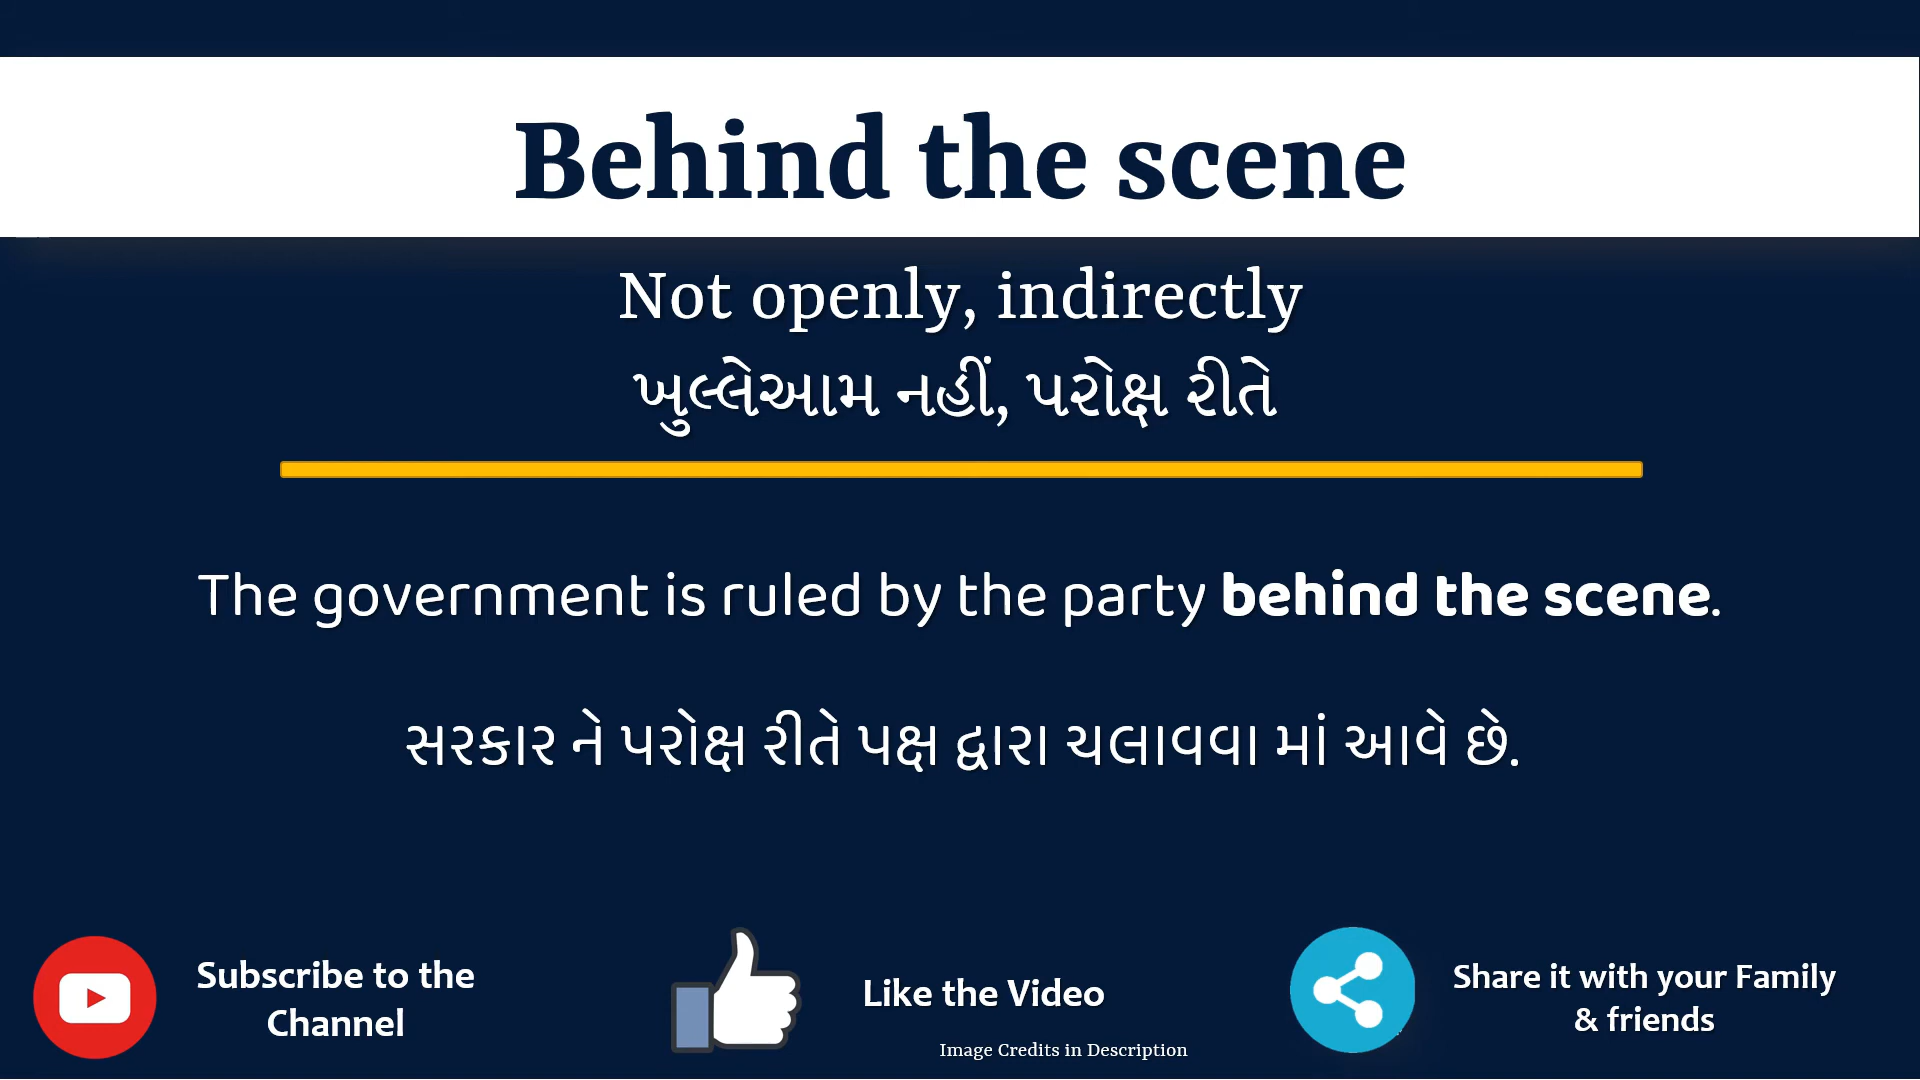 Behind the scene
Not openly, indirectly
ખુલ્લેઆમ નહીં, પરોક્ષ રીતે
The government is ruled by the party behind the scene.
સરકાર ને પરોક્ષ રીતે પક્ષ દ્વારા ચલાવવા માં આવે છે.
Subscribe to the
Channel
Like the Video
Share it with your Family
& friends
Image Credits in Description